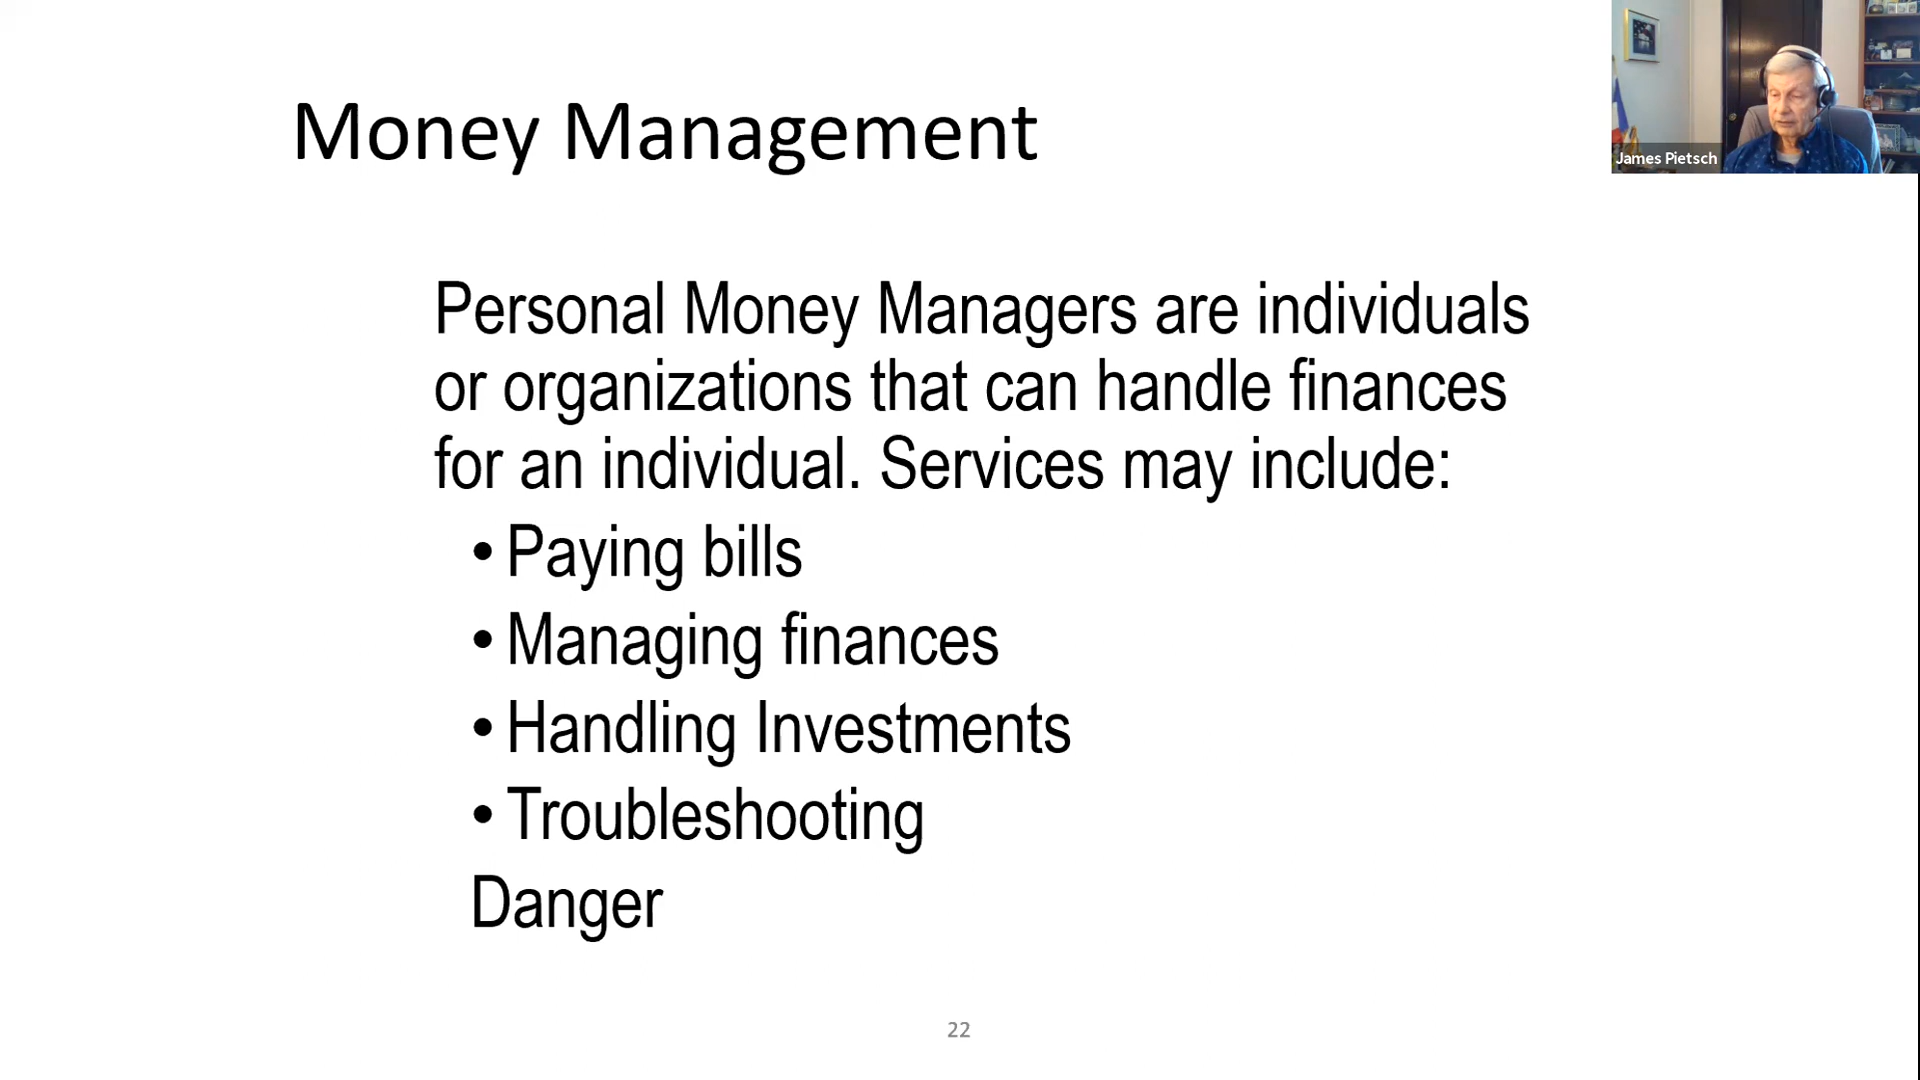 Money Management
James Pietsch
Personal Money Managers are individuals
or organizations that can handle finances
for an individual. Services may include:
• Paying bills
• Managing finances
• Handling Investments
• Troubleshooting
Danger
22